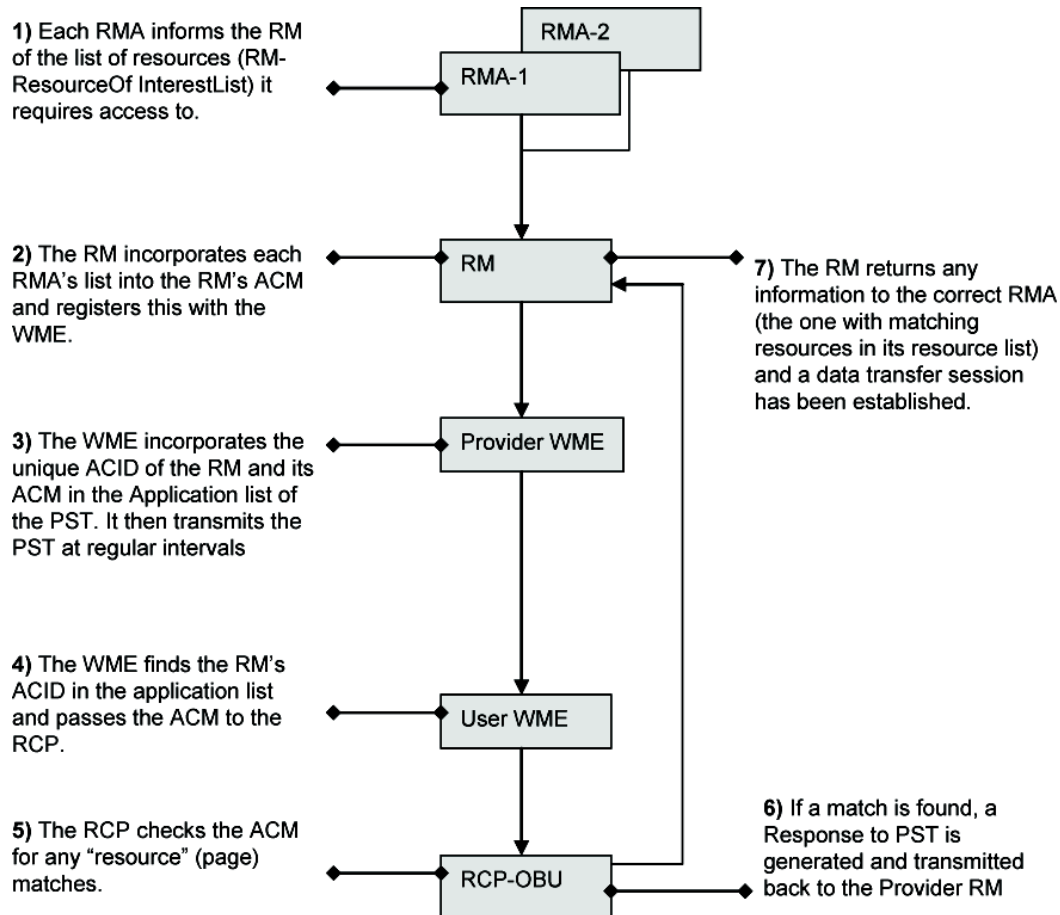 1) Each RMA informs the RM
of the list of resources (RM-
ResourceOf InterestList) it
requires access to.
RMA-2
RMA-1
2) The RM incorporates each
RMA's list into the RM's ACM
and registers this with the
WME.
RM
7) The RM returns any
information to the correct RMA
(the one with matching
resources in its resource list)
and a data transfer session
has been established.
3) The WME incorporates the
unique ACID of the RM and its
ACM in the Application list of
the PST. It then transmits the
PST at regular intervals
Provider WME
4) The WME finds the RM's
ACID in the application list
and passes the ACM to the
RCP.
User WME
5) The RCP checks the ACM
for any “resource” (page)
matches.
RCP-OBU
6) If a match is found, a
Response to PST is
generated and transmitted
back to the Provider RM